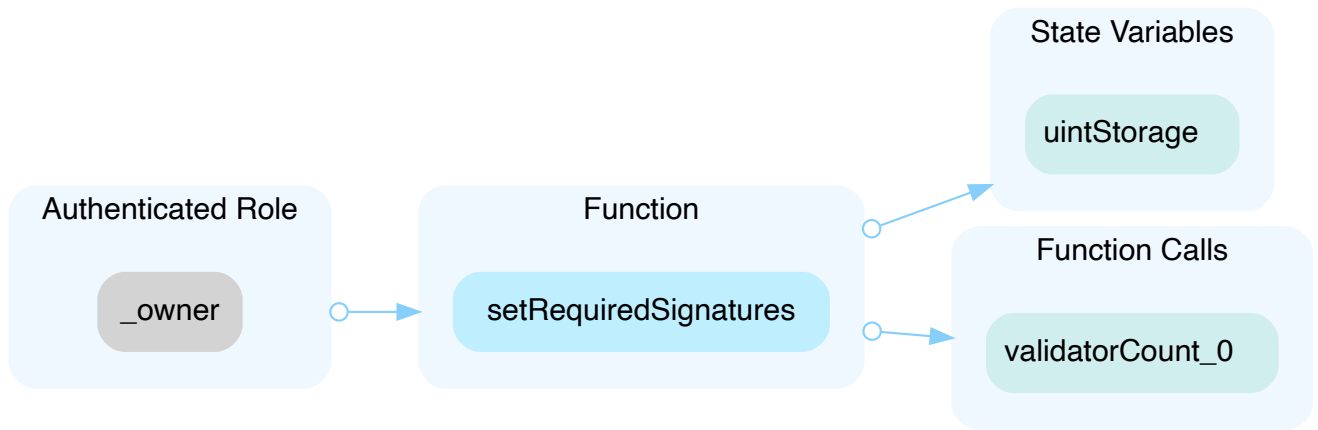 Authenticated Role
_owner
Function
setRequiredSignatures
State Variables
uintStorage
Function Calls
validatorCount_0